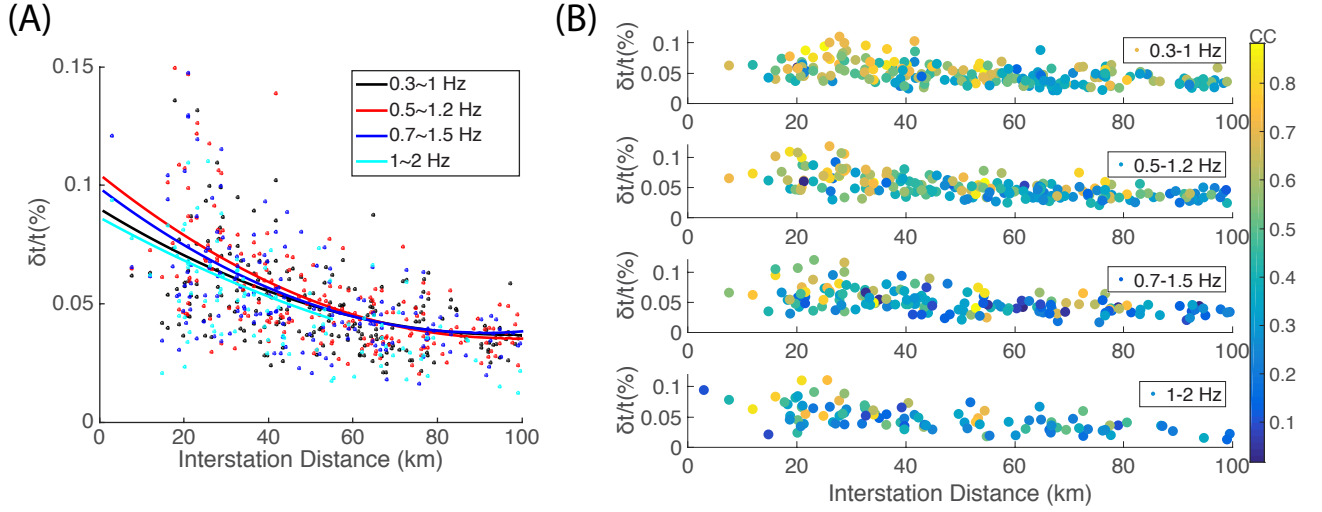 (A)
(B)
0.15
0.1
0.05
0
δt/t(%)
0.3~1 Hz
0.5~1.2 Hz
0.7~1.5 Hz
1~2 Hz
0 20 40 60 80 100
Interstation Distance (km)
δt/t(%)
0.1
0.05
0
0.3-1 Hz
0 20 40 60 80 100
δt/t(%)
0.1
0.05
0
0.5-1.2 Hz
0 20 40 60 80 100
δt/t(%)
0.1
0.05
0
0.7-1.5 Hz
0 20 40 60 80 100
δt/t(%)
0.1
0.05
0
1-2 Hz
0 20 40 60 80 100
Interstation Distance (km)
CC
0.8
0.7
0.6
0.5
0.4
0.3
0.2
0.1